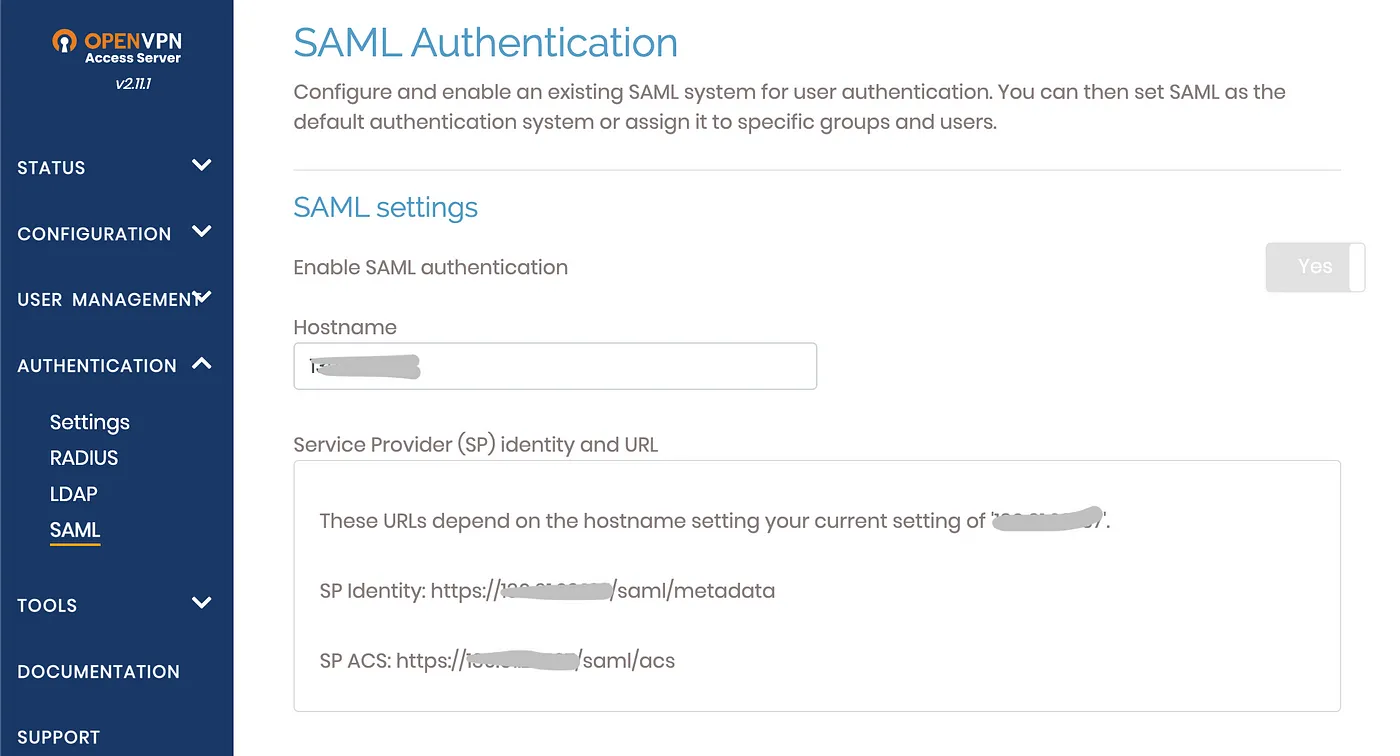 OPENVPN
Access Server
v2.11.1
STATUS
CONFIGURATION
USER MANAGEMENT
AUTHENTICATION
Settings
RADIUS
LDAP
SAML
TOOLS
DOCUMENTATION
SUPPORT
SAML Authentication
Configure and enable an existing SAML system for user authentication. You can then set SAML as the
default authentication system or assign it to specific groups and users.
SAML settings
Enable SAML authentication
Yes
Hostname
Service Provider (SP) identity and URL
These URLs depend on the hostname setting your current setting of ' '.
SP Identity: https:// /saml/metadata
SP ACS: https:// /saml/acs